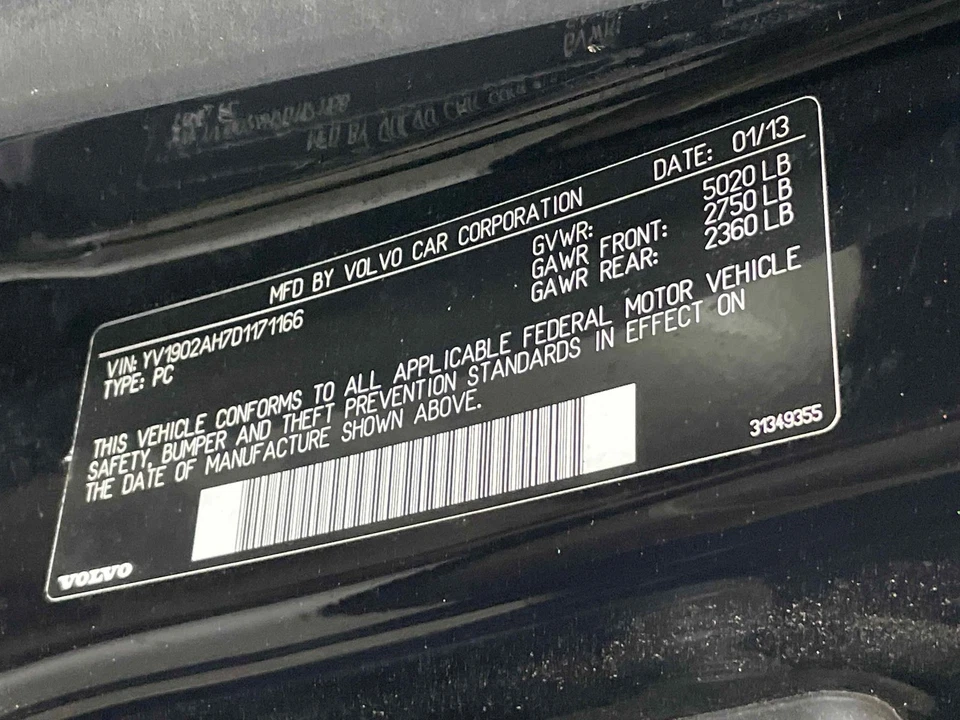 MFD BY VOLVO CAR CORPORATION DATE: 01/13
VIN: YV1902AH7D1171166
TYPE: PC
GVWR: 5020 LB
GAWR FRONT: 2750 LB
GAWR REAR: 2360 LB
THIS VEHICLE CONFORMS TO ALL APPLICABLE FEDERAL MOTOR VEHICLE
SAFETY, BUMPER AND THEFT PREVENTION STANDARDS IN EFFECT ON
THE DATE OF MANUFACTURE SHOWN ABOVE.
31349355
VOLVO